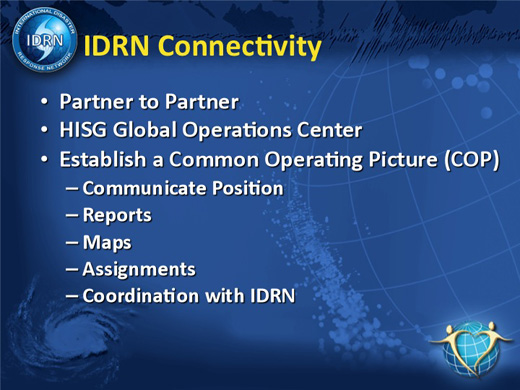 INTERNATIONAL DISASTER
IDRN
RESPONSE NETWORK
IDRN Connectivity
• Partner to Partner
• HISG Global Operations Center
• Establish a Common Operating Picture (COP)
– Communicate Position
– Reports
– Maps
– Assignments
– Coordination with IDRN